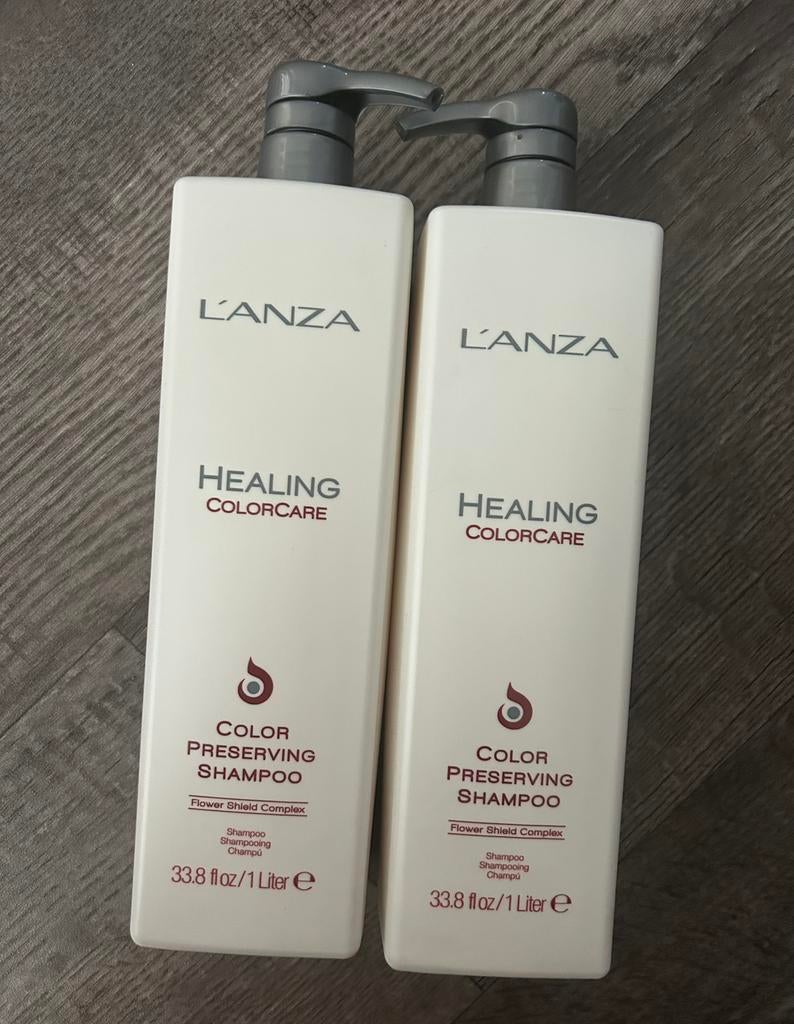 L´ANZA
HEALING
COLORCARE
COLOR
PRESERVING
SHAMPOO
Flower Shield Complex
Shampoo
Shampooing
Champú
33.8 fl oz/1 Liter ℮
L´ANZA
HEALING
COLORCARE
COLOR
PRESERVING
SHAMPOO
Flower Shield Complex
Shampoo
Shampooing
Champú
33.8 fl oz/1 Liter ℮